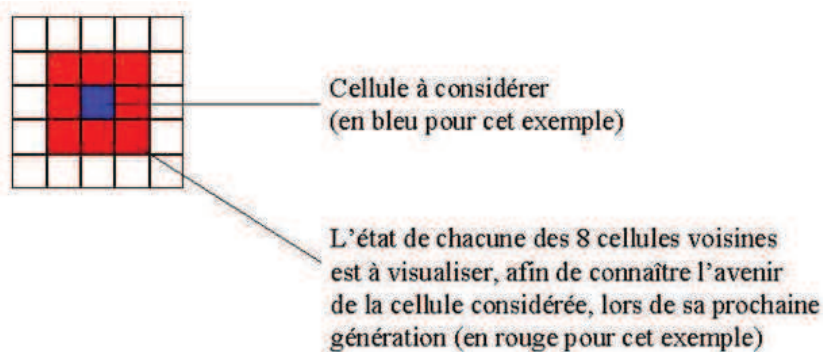 Cellule à considérer
(en bleu pour cet exemple)
L'état de chacune des 8 cellules voisines
est à visualiser, afin de connaître l'avenir
de la cellule considérée, lors de sa prochaine
génération (en rouge pour cet exemple)